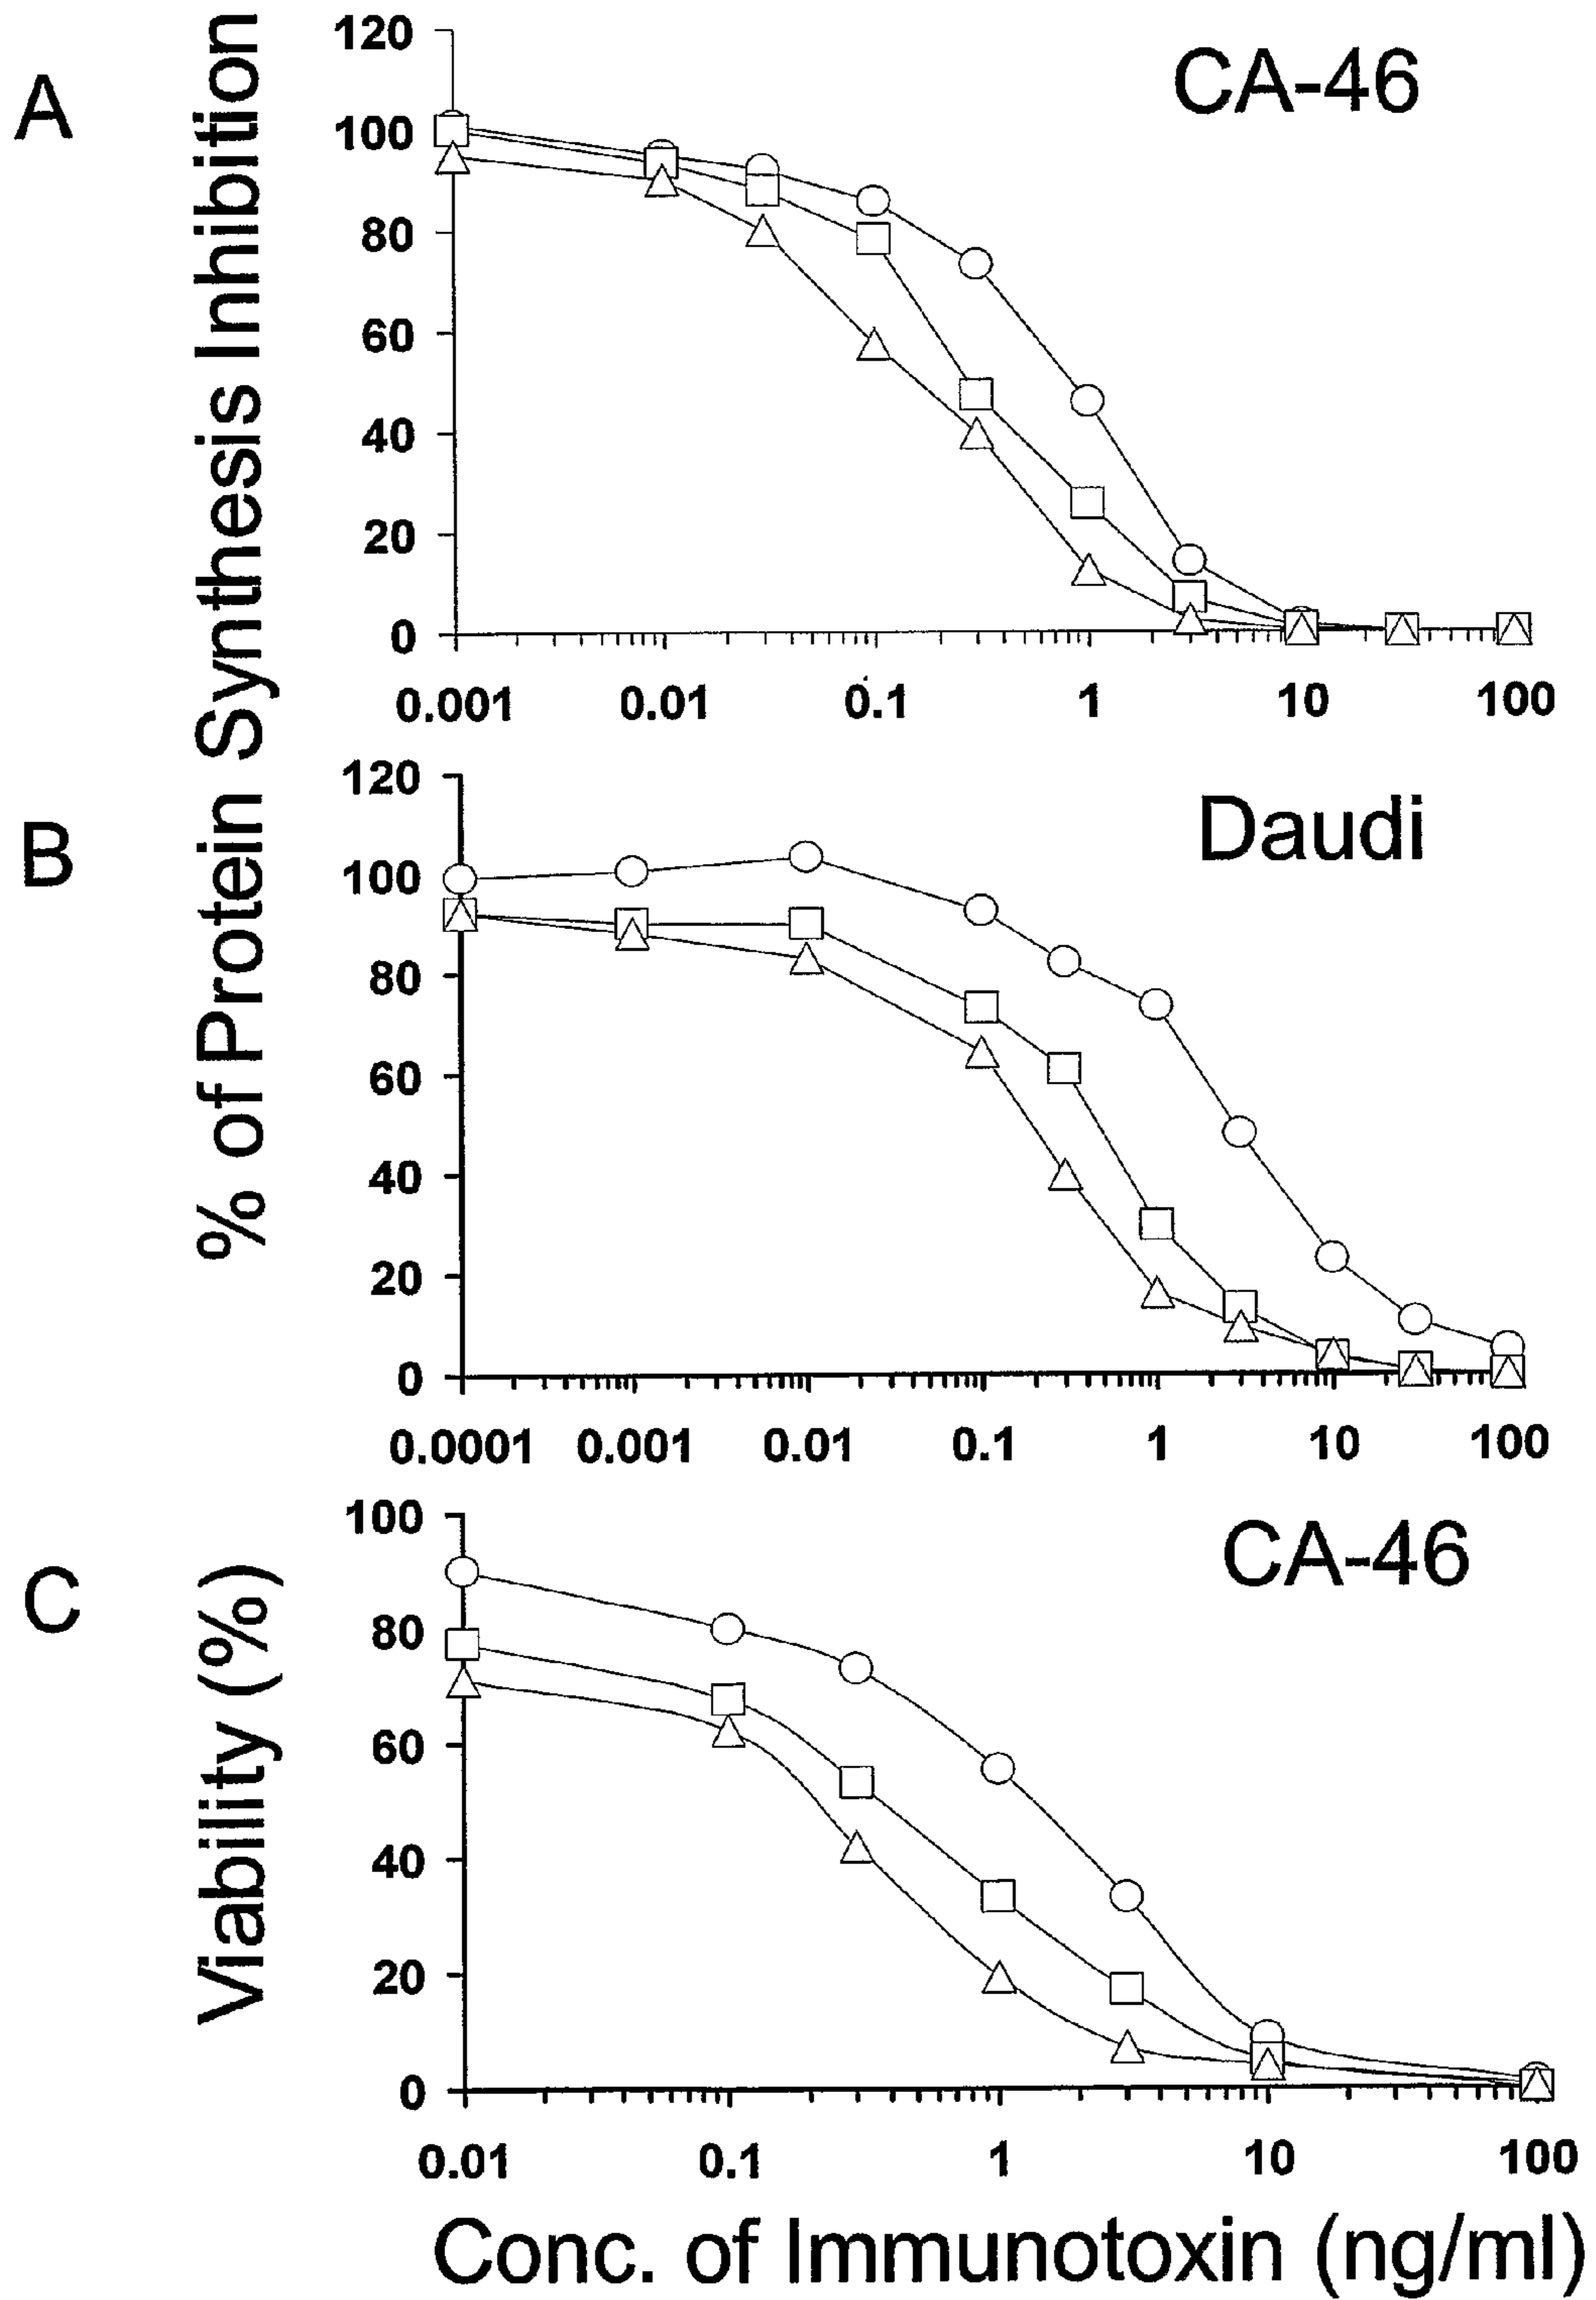 A
% of Protein Synthesis Inhibition
CA-46
120
100
80
60
40
20
0
0.001 0.01 0.1 1 10 100
B
Daudi
120
100
80
60
40
20
0
0.0001 0.001 0.01 0.1 1 10 100
C
Viability (%)
CA-46
100
80
60
40
20
0
0.01 0.1 1 10 100
Conc. of Immunotoxin (ng/ml)